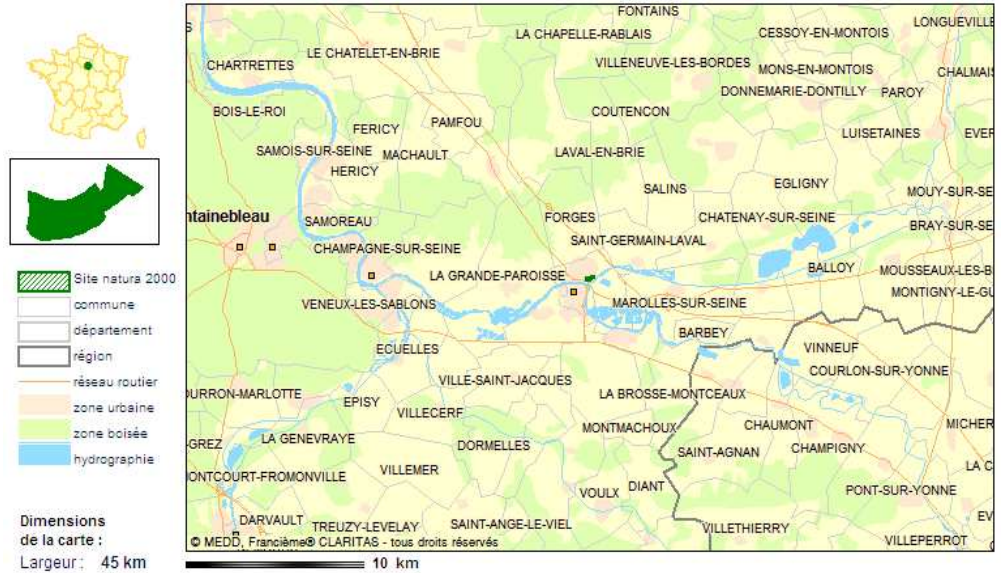 FONTAINS
LA CHAPELLE-RABLAIS
CESSOY-EN-MONTOIS
LONGUEVILLE
S
LE CHATELET-EN-BRIE
CHARTRETTES
VILLENEUVE-LES-BORDES
MONS-EN-MONTOIS
CHALMAIS
DONNEMARIE-DONTILLY
PAROY
BOIS-LE-ROI
COUTENCON
FERICY
PAMFOU
LUISETAINES
EVER
SAMOIS-SUR-SEINE
MACHAULT
LAVAL-EN-BRIE
HERICY
SALINS
EGLIGNY
MOUY-SUR-SE
ntainebleau
SAMOREAU
FORGES
CHATENAY-SUR-SEINE
BRAY-SUR-SE
CHAMPAGNE-SUR-SEINE
SAINT-GERMAIN-LAVAL
LA GRANDE-PAROISSE
BALLOY
MOUSSEAUX-LES-B
VENEUX-LES-SABLONS
MAROLLES-SUR-SEINE
MONTIGNY-LE-GU
BARBEY
ECUELLES
VINNEUF
COURLON-SUR-YONNE
VILLE-SAINT-JACQUES
OURRON-MARLOTTE
EPISY
LA BROSSE-MONTCEAUX
VILLECERF
MONTMACHOUX
CHAUMONT
MICHER
-GREZ
LA GENEVRAYE
DORMELLES
SAINT-AGNAN
CHAMPIGNY
LA C
ONTCOURT-FROMONVILLE
VILLEMER
VOULX
DIANT
PONT-SUR-YONNE
DARVAULT
TREUZY-LEVELAY
SAINT-ANGE-LE-VIEL
VILLETHIERRY
EV
VILLEPERROT
© MEDD, Francième® CLARITAS - tous droits réservés
10 km
Site natura 2000
commune
département
région
réseau routier
zone urbaine
zone boisée
hydrographie
Dimensions
de la carte :
Largeur : 45 km